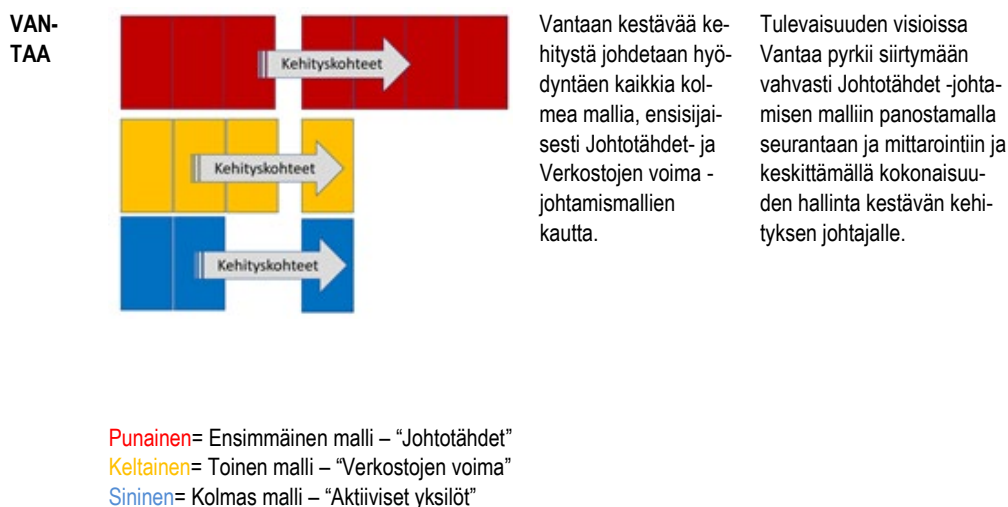 VAN-
TAA
Kehityskohteet
Kehityskohteet
Kehityskohteet
Vantaan kestävää ke-
hitystä johdetaan hyö-
dyntäen kaikkia kol-
mea mallia, ensisijai-
sesti Johtotähdet- ja
Verkostojen voima -
johtamismallien
kautta.
Tulevaisuuden visioissa
Vantaa pyrkii siirtymään
vahvasti Johtotähdet -johta-
misen malliin panostamalla
seurantaan ja mittarointiin ja
keskittämällä kokonaisuu-
den hallinta kestävän kehi-
tyksen johtajalle.
Punainen= Ensimmäinen malli – “Johtotähdet”
Keltainen= Toinen malli – “Verkostojen voima”
Sininen= Kolmas malli – “Aktiiviset yksilöt”